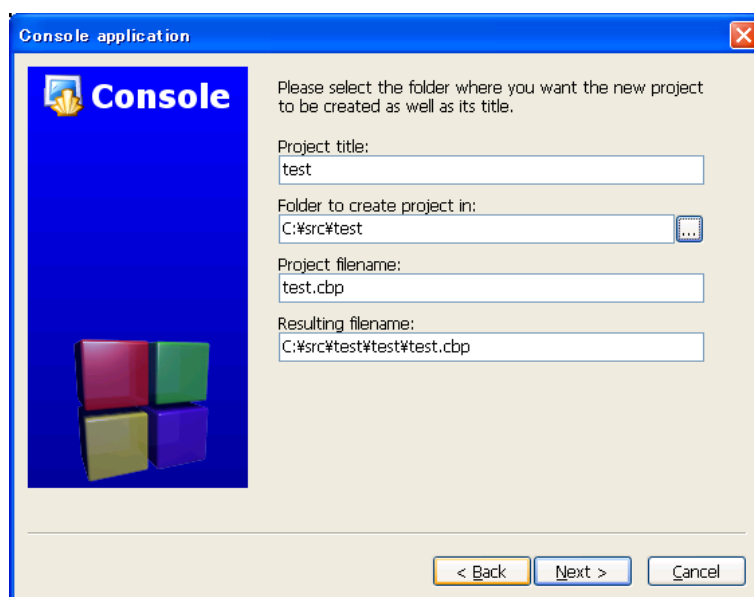 Console application
Console
Please select the folder where you want the new project
to be created as well as its title.
Project title:
test
Folder to create project in:
C:¥src¥test
...
Project filename:
test.cbp
Resulting filename:
C:¥src¥test¥test¥test.cbp
< Back
Next >
Cancel